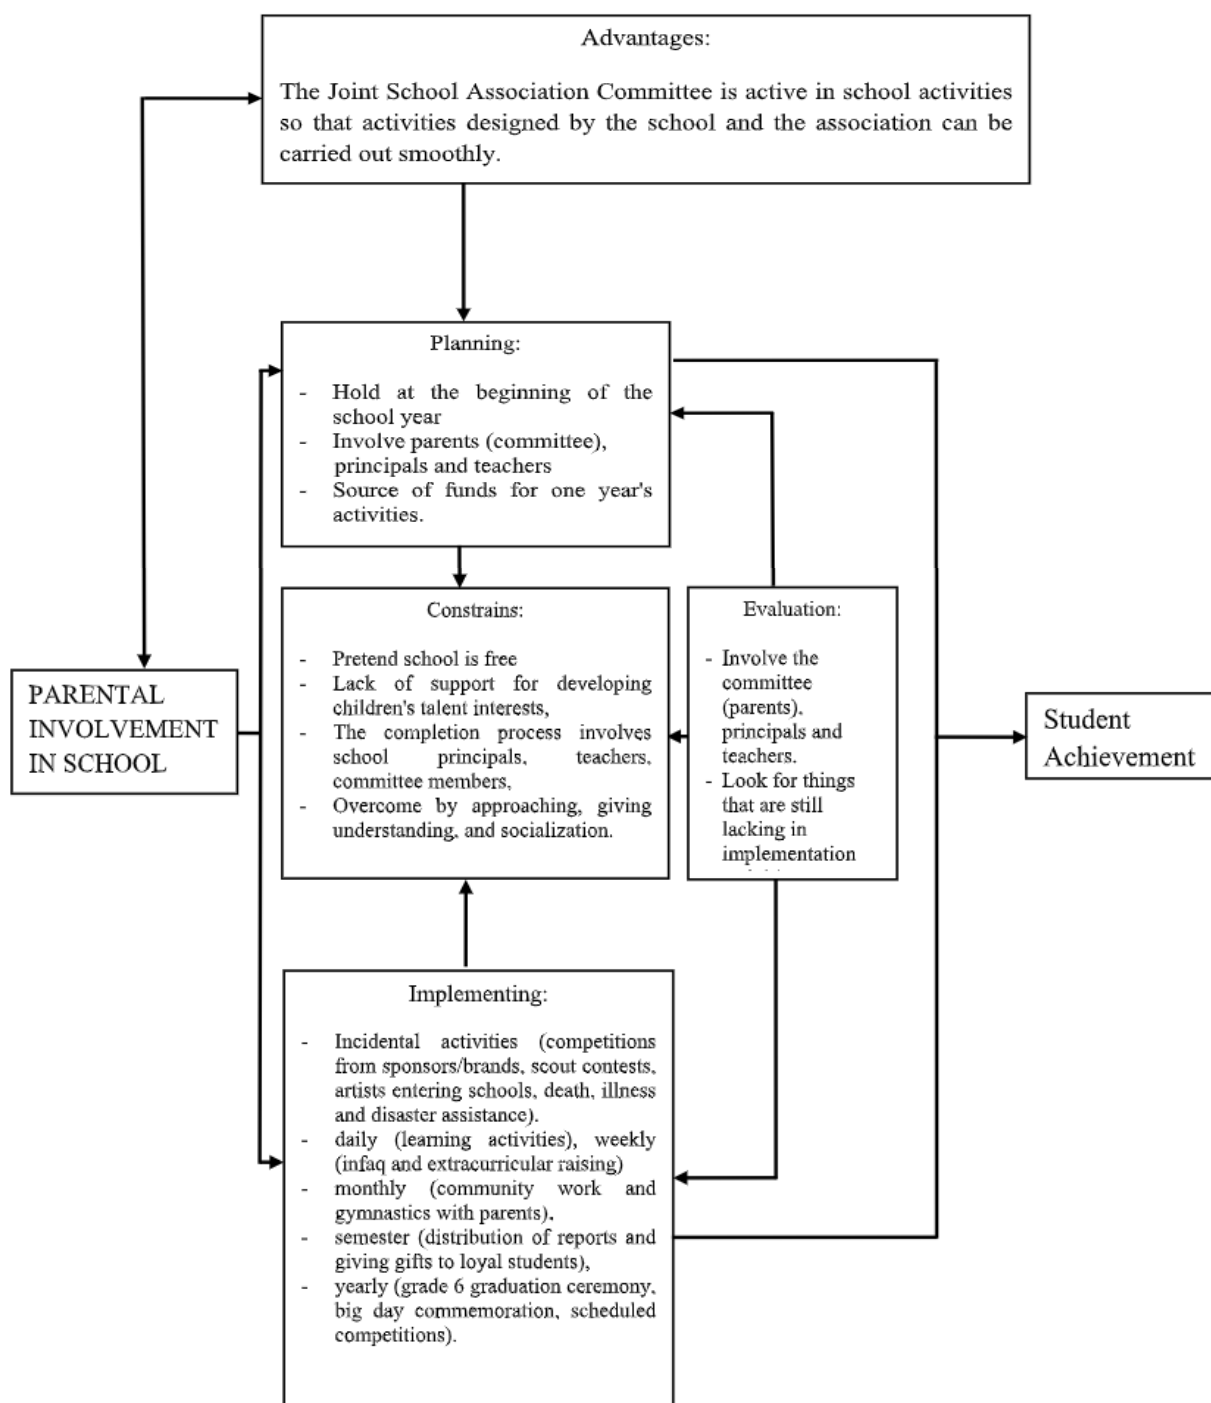 Advantages:
The Joint School Association Committee is active in school activities
so that activities designed by the school and the association can be
carried out smoothly.
Planning:
- Hold at the beginning of the
school year
- Involve parents (committee),
principals and teachers
- Source of funds for one year's
activities.
Constrains:
- Pretend school is free
- Lack of support for developing
children's talent interests,
- The completion process involves
school principals, teachers,
committee members,
- Overcome by approaching, giving
understanding, and socialization.
Evaluation:
- Involve the
committee
(parents),
principals and
teachers.
- Look for things
that are still
lacking in
implementation
PARENTAL
INVOLVEMENT
IN SCHOOL
Student
Achievement
Implementing:
- Incidental activities (competitions
from sponsors/brands, scout contests,
artists entering schools, death, illness
and disaster assistance).
- daily (learning activities), weekly
(infaq and extracurricular raising)
- monthly (community work and
gymnastics with parents),
- semester (distribution of reports and
giving gifts to loyal students),
- yearly (grade 6 graduation ceremony,
big day commemoration, scheduled
competitions).